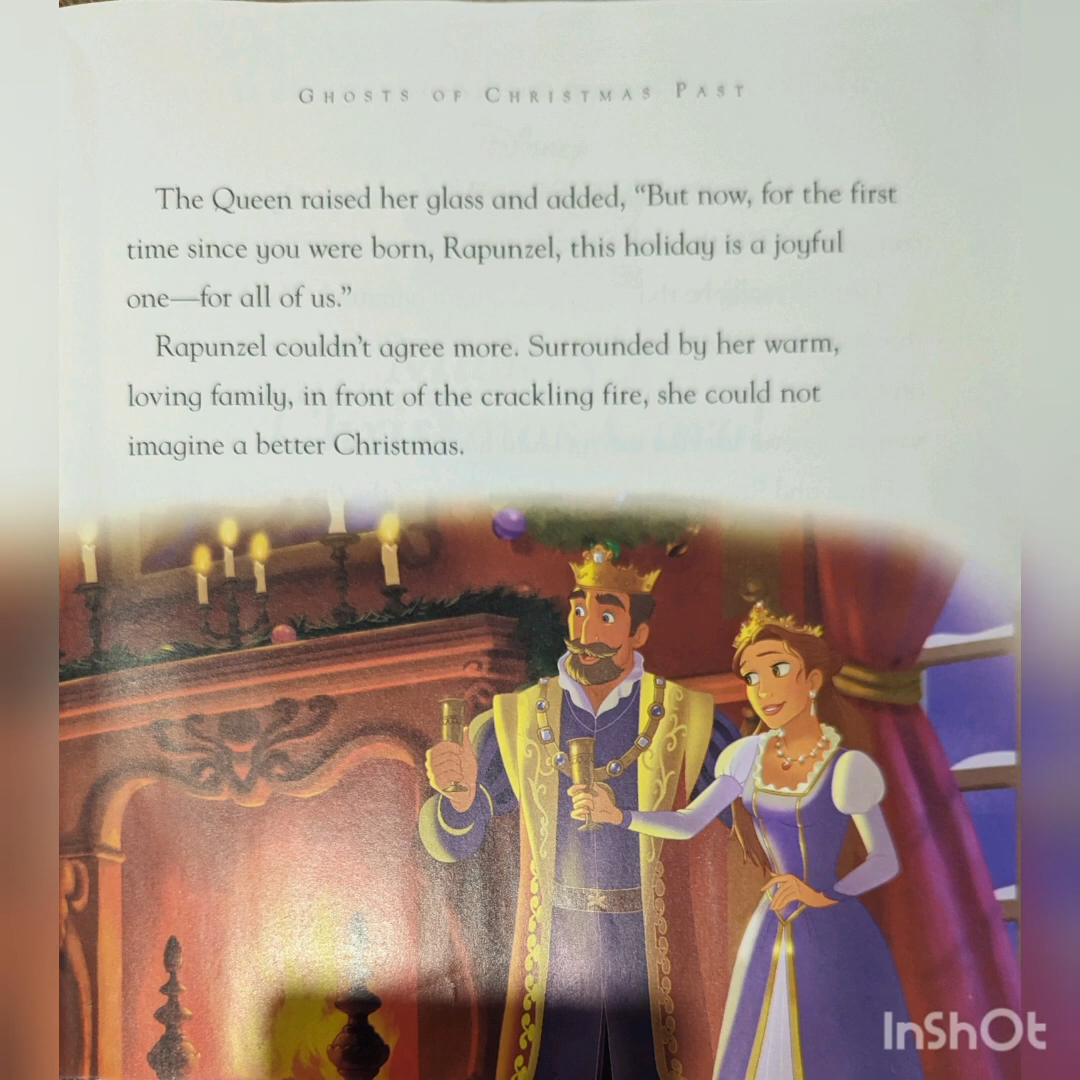 GHOSTS OF CHRISTMAS PAST
The Queen raised her glass and added, “But now, for the first
time since you were born, Rapunzel, this holiday is a joyful
one—for all of us.”
Rapunzel couldn’t agree more. Surrounded by her warm,
loving family, in front of the crackling fire, she could not
imagine a better Christmas.
InShOt